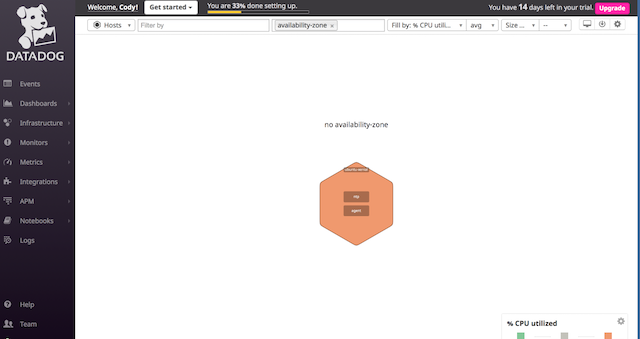 Welcome, Cody!
Get started
You are 33% done setting up.
You have 14 days left in your trial.
Upgrade
DATADOG
Hosts
Filter by
availability-zone ×
Fill by: % CPU utili...
avg
Size ...
--
Events
Dashboards
Infrastructure
Monitors
Metrics
Integrations
APM
Notebooks
Logs
Help
Team
no availability-zone
ntp
agent
% CPU utilized